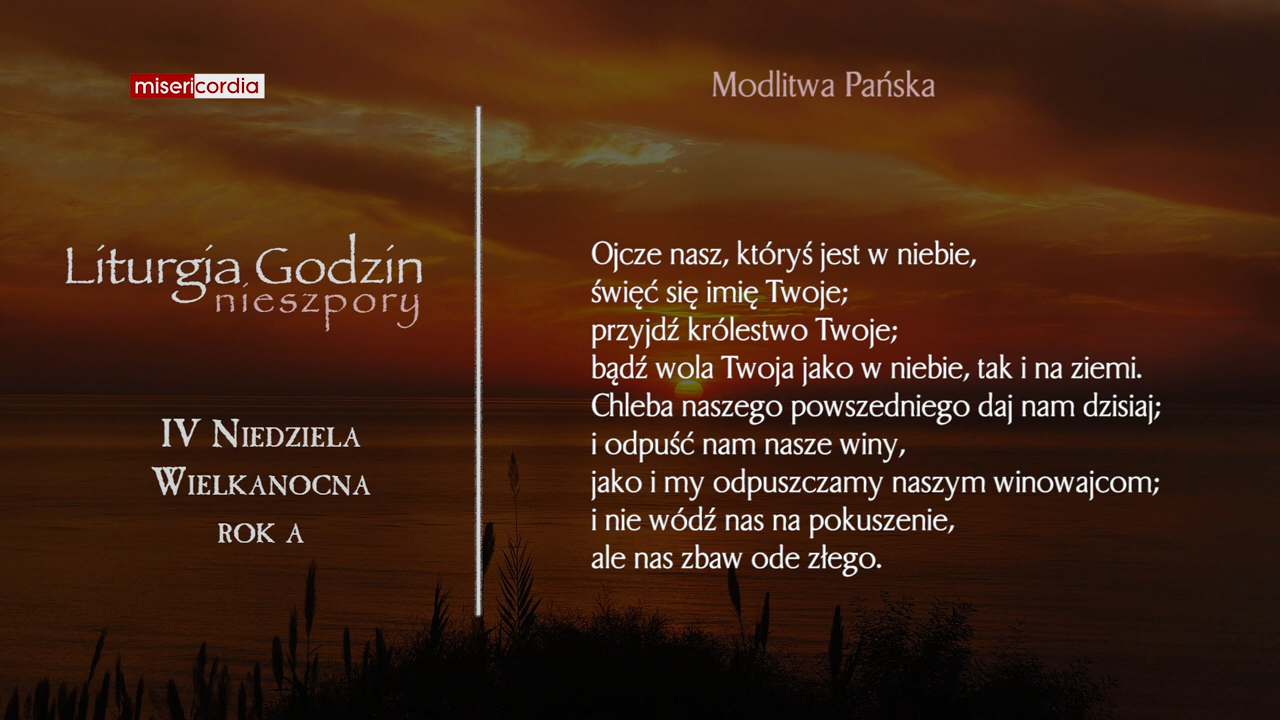 misericordia
Liturgia Godzin
nieszpory
IV Niedziela
Wielkanocna
rok a
Modlitwa Pańska
Ojcze nasz, któryś jest w niebie,
święć się imię Twoje;
przyjdź królestwo Twoje;
bądź wola Twoja jako w niebie, tak i na ziemi.
Chleba naszego powszedniego daj nam dzisiaj;
i odpuść nam nasze winy,
jako i my odpuszczamy naszym winowajcom;
i nie wódź nas na pokuszenie,
ale nas zbaw ode złego.